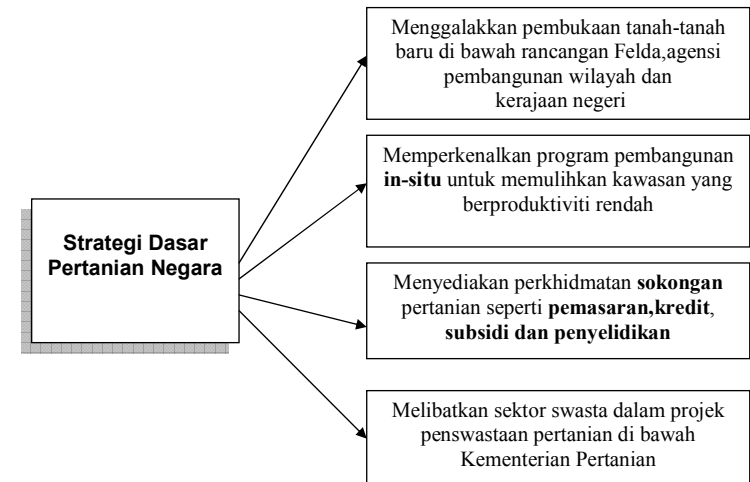 Menggalakkan pembukaan tanah-tanah
baru di bawah rancangan Felda,agensi
pembangunan wilayah dan
kerajaan negeri
Memperkenalkan program pembangunan
in-situ untuk memulihkan kawasan yang
berproduktiviti rendah
Strategi Dasar
Pertanian Negara
Menyediakan perkhidmatan sokongan
pertanian seperti pemasaran,kredit,
subsidi dan penyelidikan
Melibatkan sektor swasta dalam projek
penswastaan pertanian di bawah
Kementerian Pertanian